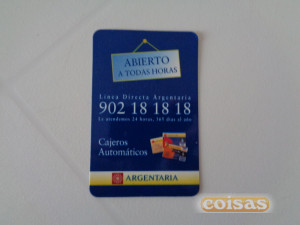 ABIERTO
A TODAS HORAS
Línea Directa Argentaria
902 18 18 18
Le atendemos 24 horas, 365 días al año
Cajeros
Automáticos
ARGENTARIA
coisas